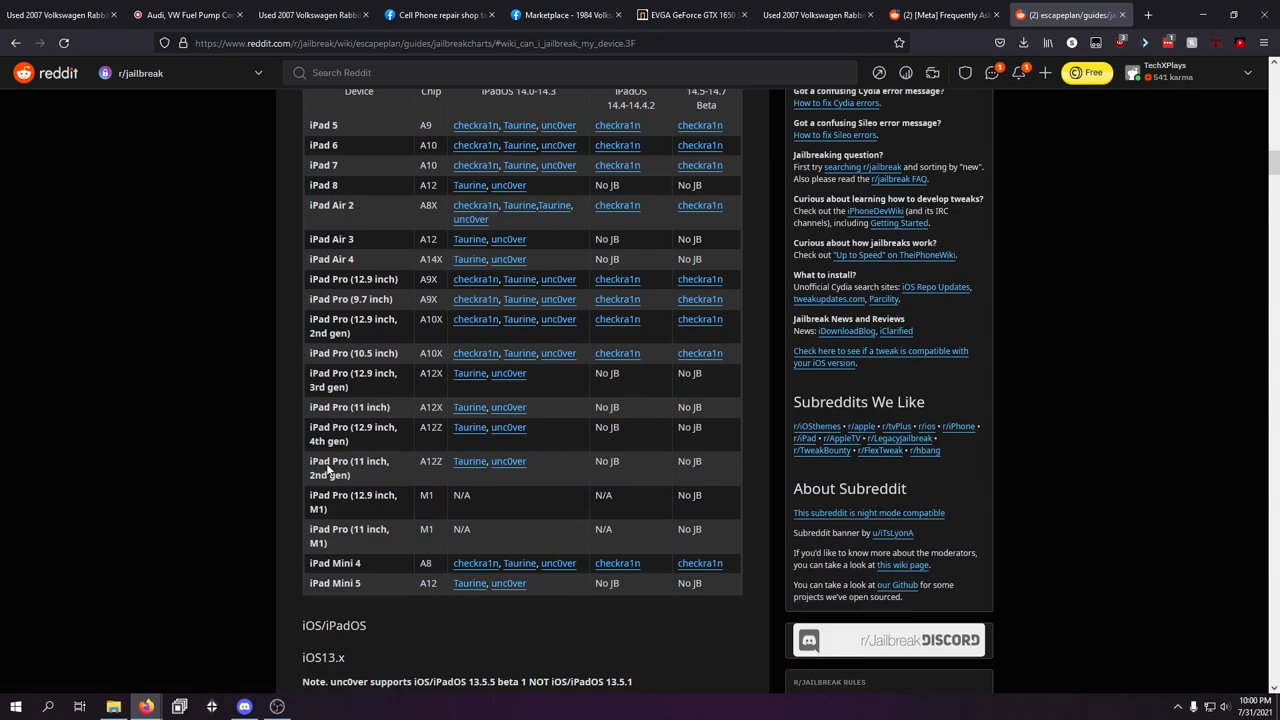 Used 2007 Volkswagen Rabbi
Audi, VW Fuel Pump Con
Used 2007 Volkswagen Rabbi
Cell Phone repair shop ta
Marketplace - 1984 Volks
EVGA GeForce GTX 1650 S
Used 2007 Volkswagen Rabbi
(2) [Meta] Frequently Ask
(2) escapeplan/guides/ja
https://www.reddit.com/r/jailbreak/wiki/escapeplan/guides/jailbreakcharts/#wiki_can_i_jailbreak_my_device.3F
reddit r/jailbreak Search Reddit 1 1 Free TechXPlays
541 karma
Device Chip iPadOS 14.0-14.3 iPadOS 14.5-14.7
14.4-14.4.2 Beta
iPad 5 A9 checkra1n, Taurine, unc0ver checkra1n checkra1n
iPad 6 A10 checkra1n, Taurine, unc0ver checkra1n checkra1n
iPad 7 A10 checkra1n, Taurine, unc0ver checkra1n checkra1n
iPad 8 A12 Taurine, unc0ver No JB No JB
iPad Air 2 A8X checkra1n, Taurine,Taurine, checkra1n checkra1n
unc0ver
iPad Air 3 A12 Taurine, unc0ver No JB No JB
iPad Air 4 A14X Taurine, unc0ver No JB No JB
iPad Pro (12.9 inch) A9X checkra1n, Taurine, unc0ver checkra1n checkra1n
iPad Pro (9.7 inch) A9X checkra1n, Taurine, unc0ver checkra1n checkra1n
iPad Pro (12.9 inch, A10X checkra1n, Taurine, unc0ver checkra1n checkra1n
2nd gen)
iPad Pro (10.5 inch) A10X checkra1n, Taurine, unc0ver checkra1n checkra1n
iPad Pro (12.9 inch, A12X Taurine, unc0ver No JB No JB
3rd gen)
iPad Pro (11 inch) A12X Taurine, unc0ver No JB No JB
iPad Pro (12.9 inch, A12Z Taurine, unc0ver No JB No JB
4th gen)
iPad Pro (11 inch, A12Z Taurine, unc0ver No JB No JB
2nd gen)
iPad Pro (12.9 inch, M1 N/A N/A No JB
M1)
iPad Pro (11 inch, M1 N/A N/A No JB
M1)
iPad Mini 4 A8 checkra1n, Taurine, unc0ver checkra1n checkra1n
iPad Mini 5 A12 Taurine, unc0ver No JB No JB
iOS/iPadOS
iOS13.x
Note. unc0ver supports iOS/iPadOS 13.5.5 beta 1 NOT iOS/iPadOS 13.5.1
Got a confusing Cydia error message?
How to fix Cydia errors.
Got a confusing Sileo error message?
How to fix Sileo errors.
Jailbreaking question?
First try searching r/jailbreak and sorting by "new".
Also please read the r/jailbreak FAQ.
Curious about learning how to develop tweaks?
Check out the iPhoneDevWiki (and its IRC
channels), including Getting Started.
Curious about how jailbreaks work?
Check out "Up to Speed" on TheiPhoneWiki.
What to install?
Unofficial Cydia search sites: iOS Repo Updates,
tweakupdates.com, Parcility.
Jailbreak News and Reviews
News: iDownloadBlog, iClarified
Check here to see if a tweak is compatible with
your iOS version.
Subreddits We Like
r/iOSthemes • r/apple • r/tvPlus • r/ios • r/iPhone •
r/iPad • r/AppleTV • r/LegacyJailbreak •
r/TweakBounty • r/FlexTweak • r/hbang
About Subreddit
This subreddit is night mode compatible
Subreddit banner by u/iTsLyonA
If you'd like to know more about the moderators,
you can take a look at this wiki page.
You can take a look at our Github for some
projects we've open sourced.
r/Jailbreak DISCORD
R/JAILBREAK RULES
10:00 PM
7/31/2021